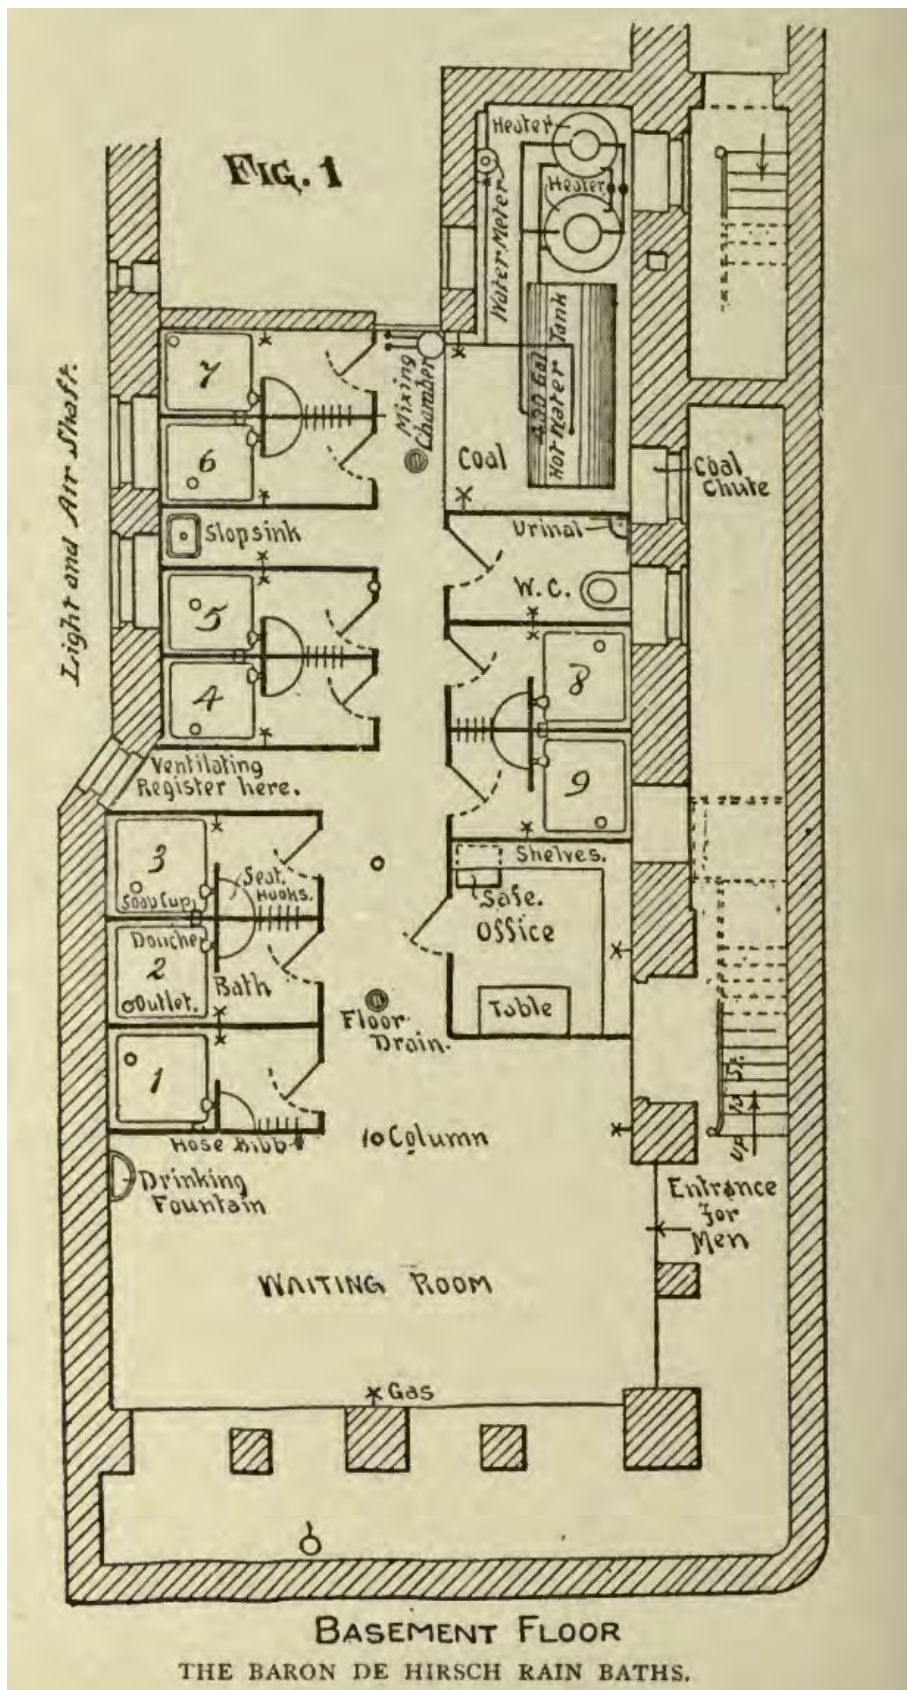 FIG. 1
Heater
Heater
Water Meter
400 Gal
Hot Water Tank
Mixing
Chamber
Coal
Coal
Chute
Light and Air Shaft.
7
6
Slopsink
Urinal
W.C.
5
4
8
9
Ventilating
Register here.
3
Soap Cup
Seat.
Hooks.
Shelves.
Safe.
Office
Douche
2
Outlet.
Bath
Table
Floor
Drain.
1
Hose Bibb
Column
UP
Drinking
Fountain
Entrance
for
Men
WAITING ROOM
Gas
BASEMENT FLOOR
THE BARON DE HIRSCH RAIN BATHS.